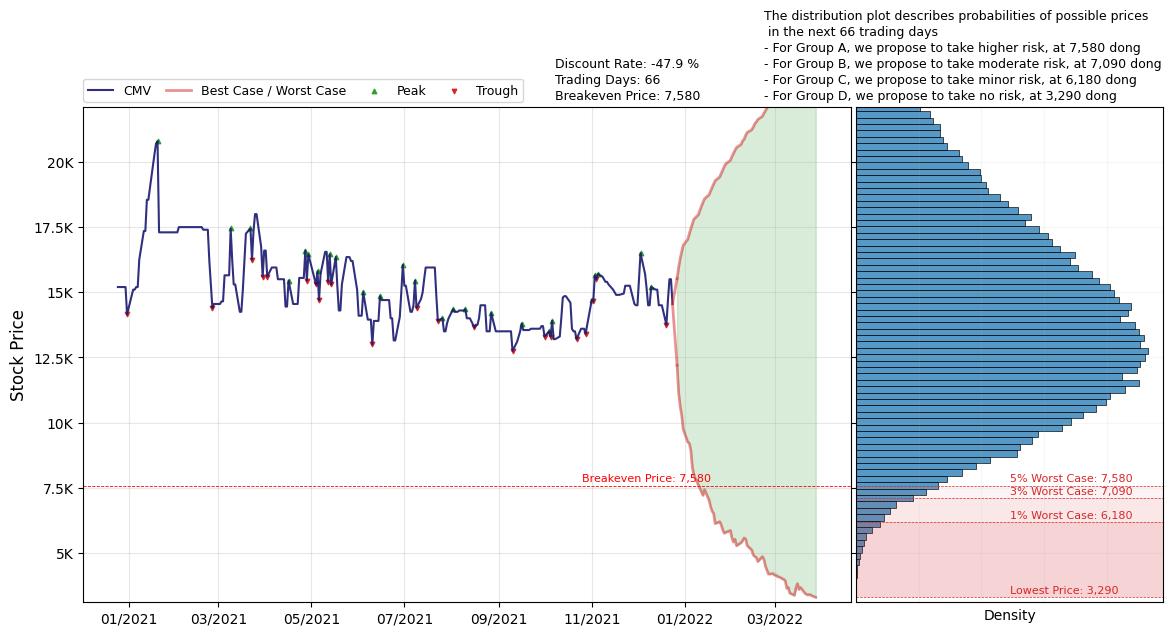 The distribution plot describes probabilities of possible prices
in the next 66 trading days
- For Group A, we propose to take higher risk, at 7,580 dong
- For Group B, we propose to take moderate risk, at 7,090 dong
- For Group C, we propose to take minor risk, at 6,180 dong
- For Group D, we propose to take no risk, at 3,290 dong
Discount Rate: -47.9 %
Trading Days: 66
Breakeven Price: 7,580
CMV
Best Case / Worst Case
Peak
Trough
Stock Price
20K
17.5K
15K
12.5K
10K
7.5K
5K
Breakeven Price: 7,580
5% Worst Case: 7,580
3% Worst Case: 7,090
1% Worst Case: 6,180
Lowest Price: 3,290
01/2021
03/2021
05/2021
07/2021
09/2021
11/2021
01/2022
03/2022
Density